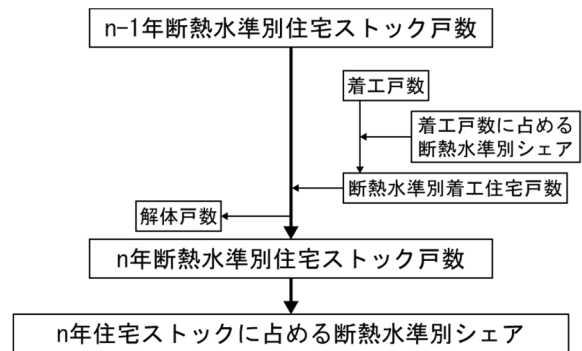 n-1年断熱水準別住宅ストック戸数
着工戸数
着工戸数に占める
断熱水準別シェア
断熱水準別着工住宅戸数
解体戸数
n年断熱水準別住宅ストック戸数
n年住宅ストックに占める断熱水準別シェア